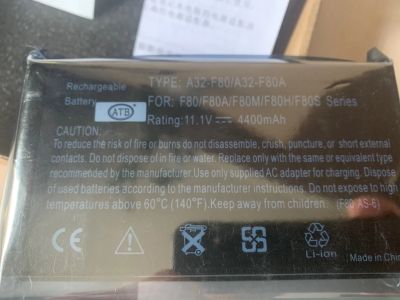 TYPE: A32-F80/A32-F80A
Rechargeable
Battery
ATB
FOR: F80/F80A/F80M/F80H/F80S Series
Rating:11.1V 4400mAh
CAUTION:
To reduce the risk of fire or burns do not disassemble, crush, puncture, or short external
contacts. Do not dispose of in fire or water. Replace with the same or equivalent type
recommended by the manufacturer.Use only supplied AC adapter for charging. Dispose
of used batteries according to the instructions. Do not expose to high
temperatures above 60°C (140°F).Keep away from children. (F80 AS-6)
CE
Li-ion
Made in China